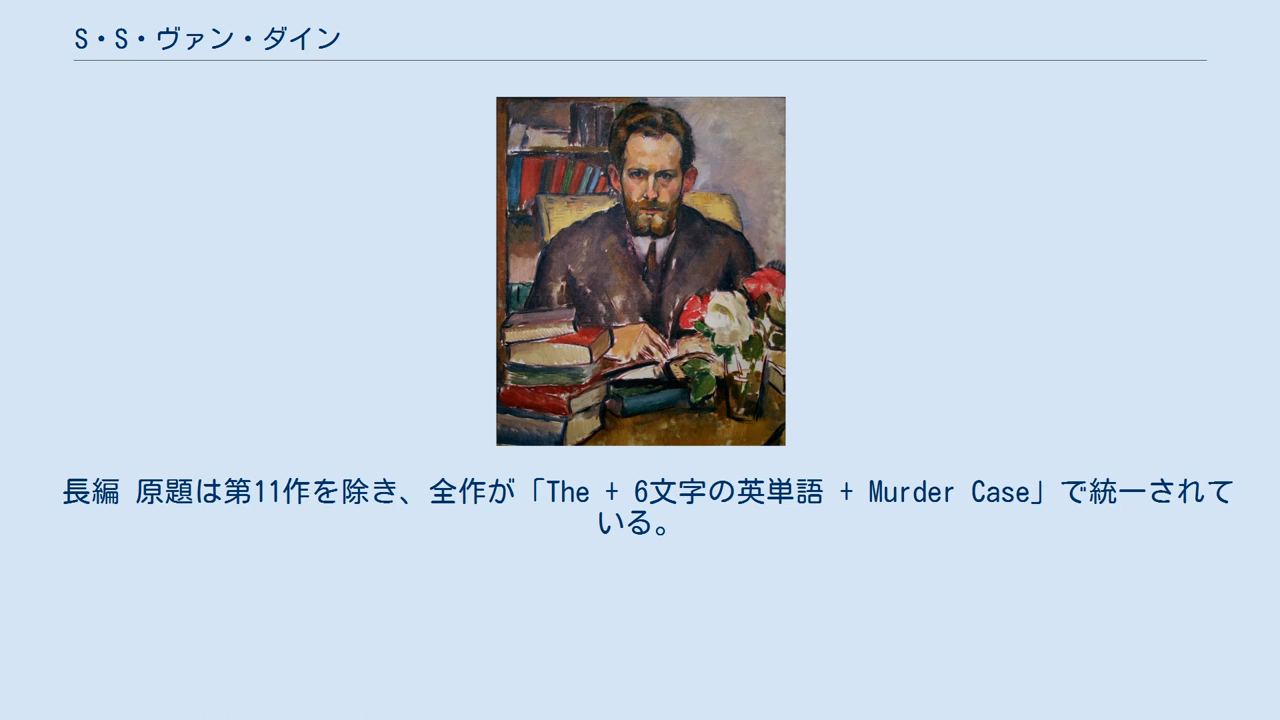 S・S・ヴァン・ダイン
長編 原題は第11作を除き、全作が「The + 6文字の英単語 + Murder Case」で統一されて
いる。